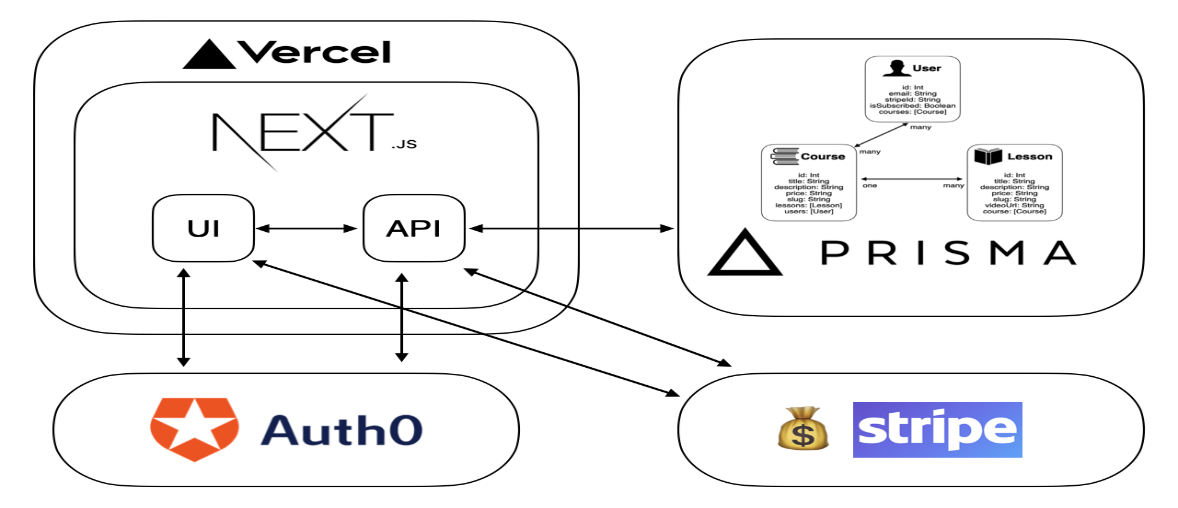 Vercel
NEXT.JS
UI
API
User
id: Int
email: String
stripeId: String
isSubscribed: Boolean
courses: [Course]
many
many
Course
id: Int
title: String
description: String
price: String
slug: String
lessons: [Lesson]
users: [User]
one
many
Lesson
id: Int
title: String
description: String
price: String
slug: String
videoUrl: String
course: [Course]
PRISMA
Auth0
$
stripe